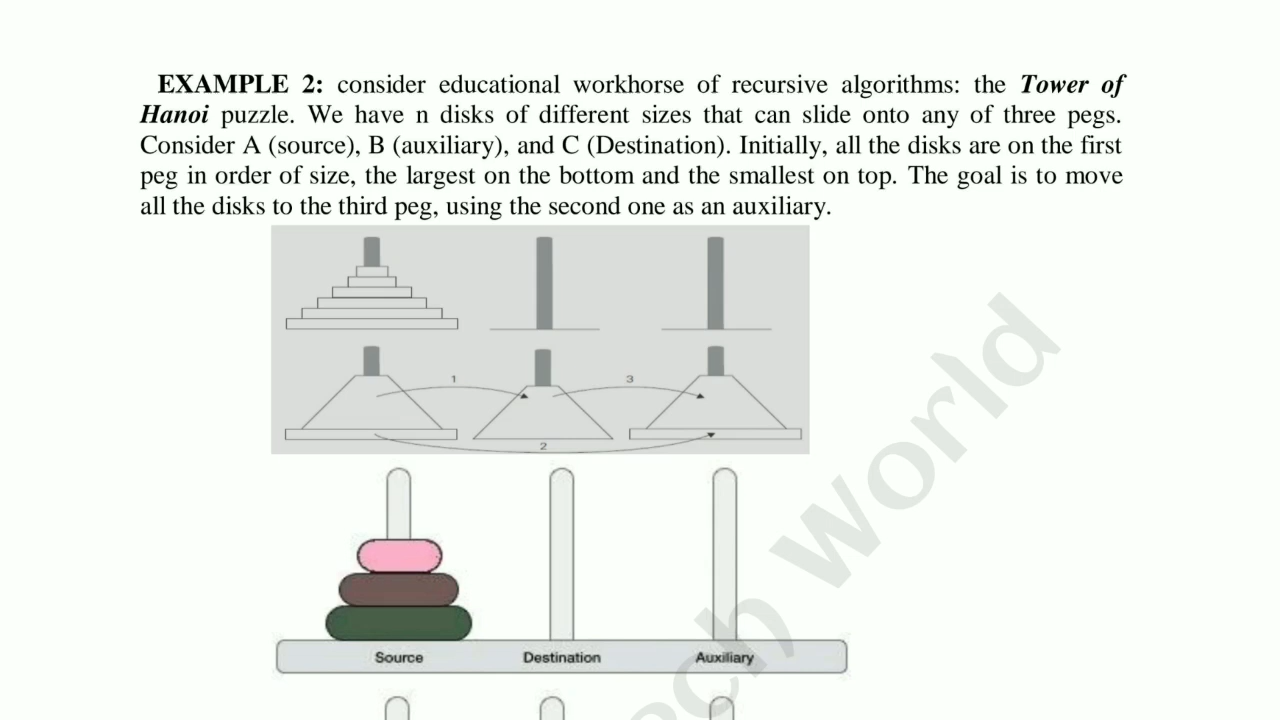 EXAMPLE 2: consider educational workhorse of recursive algorithms: the Tower of
Hanoi puzzle. We have n disks of different sizes that can slide onto any of three pegs.
Consider A (source), B (auxiliary), and C (Destination). Initially, all the disks are on the first
peg in order of size, the largest on the bottom and the smallest on top. The goal is to move
all the disks to the third peg, using the second one as an auxiliary.
1
3
2
Source
Destination
Auxiliary
World